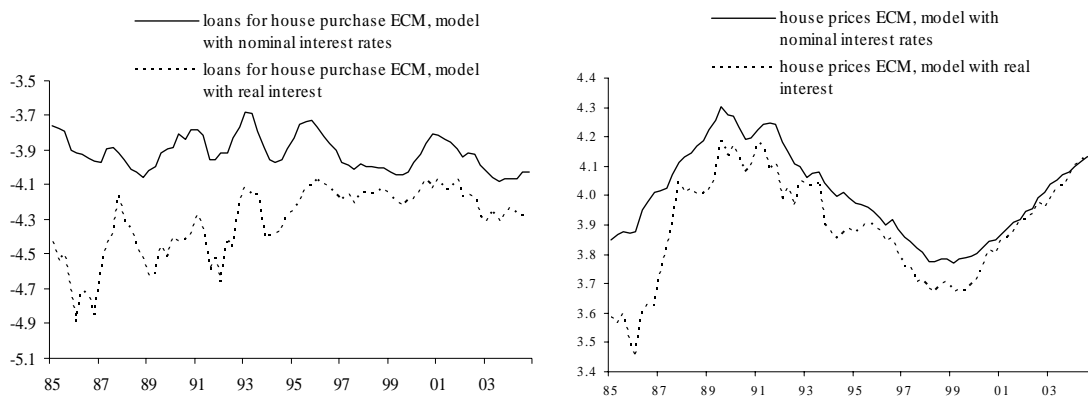 loans for house purchase ECM, model
with nominal interest rates
loans for house purchase ECM, model
with real interest
-3.5
-3.7
-3.9
-4.1
-4.3
-4.5
-4.7
-4.9
-5.1
85 87 89 91 93 95 97 99 01 03
house prices ECM, model with
nominal interest rates
house prices ECM, model with real
interest
4.4
4.3
4.2
4.1
4.0
3.9
3.8
3.7
3.6
3.5
3.4
85 87 89 91 93 95 97 99 01 03